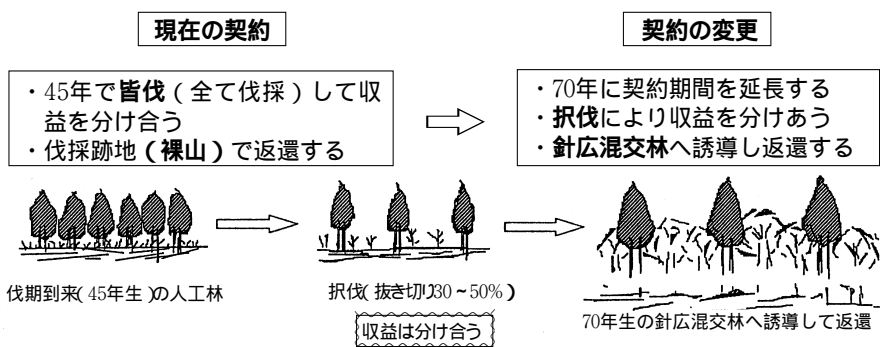 現在の契約
契約の変更
・45年で皆伐（全て伐採）して収
益を分け合う
・伐採跡地（裸山）で返還する
・70年に契約期間を延長する
・択伐により収益を分けあう
・針広混交林へ誘導し返還する
伐期到来（45年生）の人工林
択伐（抜き切り30～50%）
収益は分け合う
70年生の針広混交林へ誘導して返還